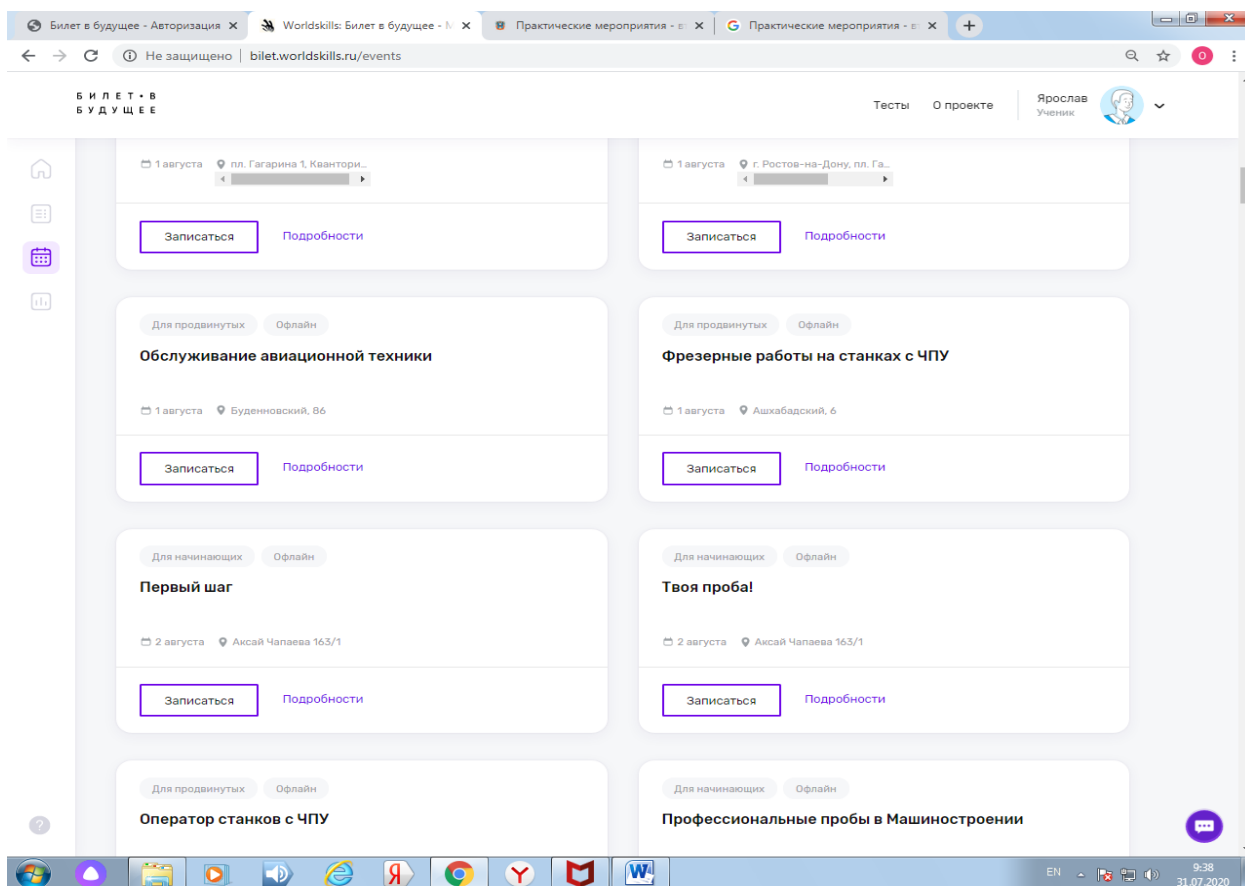 Билет в будущее - Авторизация
Worldskills: Билет в будущее - М
Практические мероприятия - вт
Практические мероприятия - вт
Не защищено | bilet.worldskills.ru/events
О
БИЛЕТ • В
БУДУЩЕЕ
Тесты О проекте
Ярослав
Ученик
1 августа пл. Гагарина 1, Квантори...
1 августа г. Ростов-на-Дону, пл. Га...
Записаться Подробности
Записаться Подробности
Для продвинутых Офлайн
Для продвинутых Офлайн
Обслуживание авиационной техники
Фрезерные работы на станках с ЧПУ
1 августа Буденновский, 86
1 августа Ашхабадский, 6
Записаться Подробности
Записаться Подробности
Для начинающих Офлайн
Для начинающих Офлайн
Первый шаг
Твоя проба!
2 августа Аксай Чапаева 163/1
2 августа Аксай Чапаева 163/1
Записаться Подробности
Записаться Подробности
Для продвинутых Офлайн
Для начинающих Офлайн
Оператор станков с ЧПУ
Профессиональные пробы в Машиностроении
EN
9:38
31.07.2020